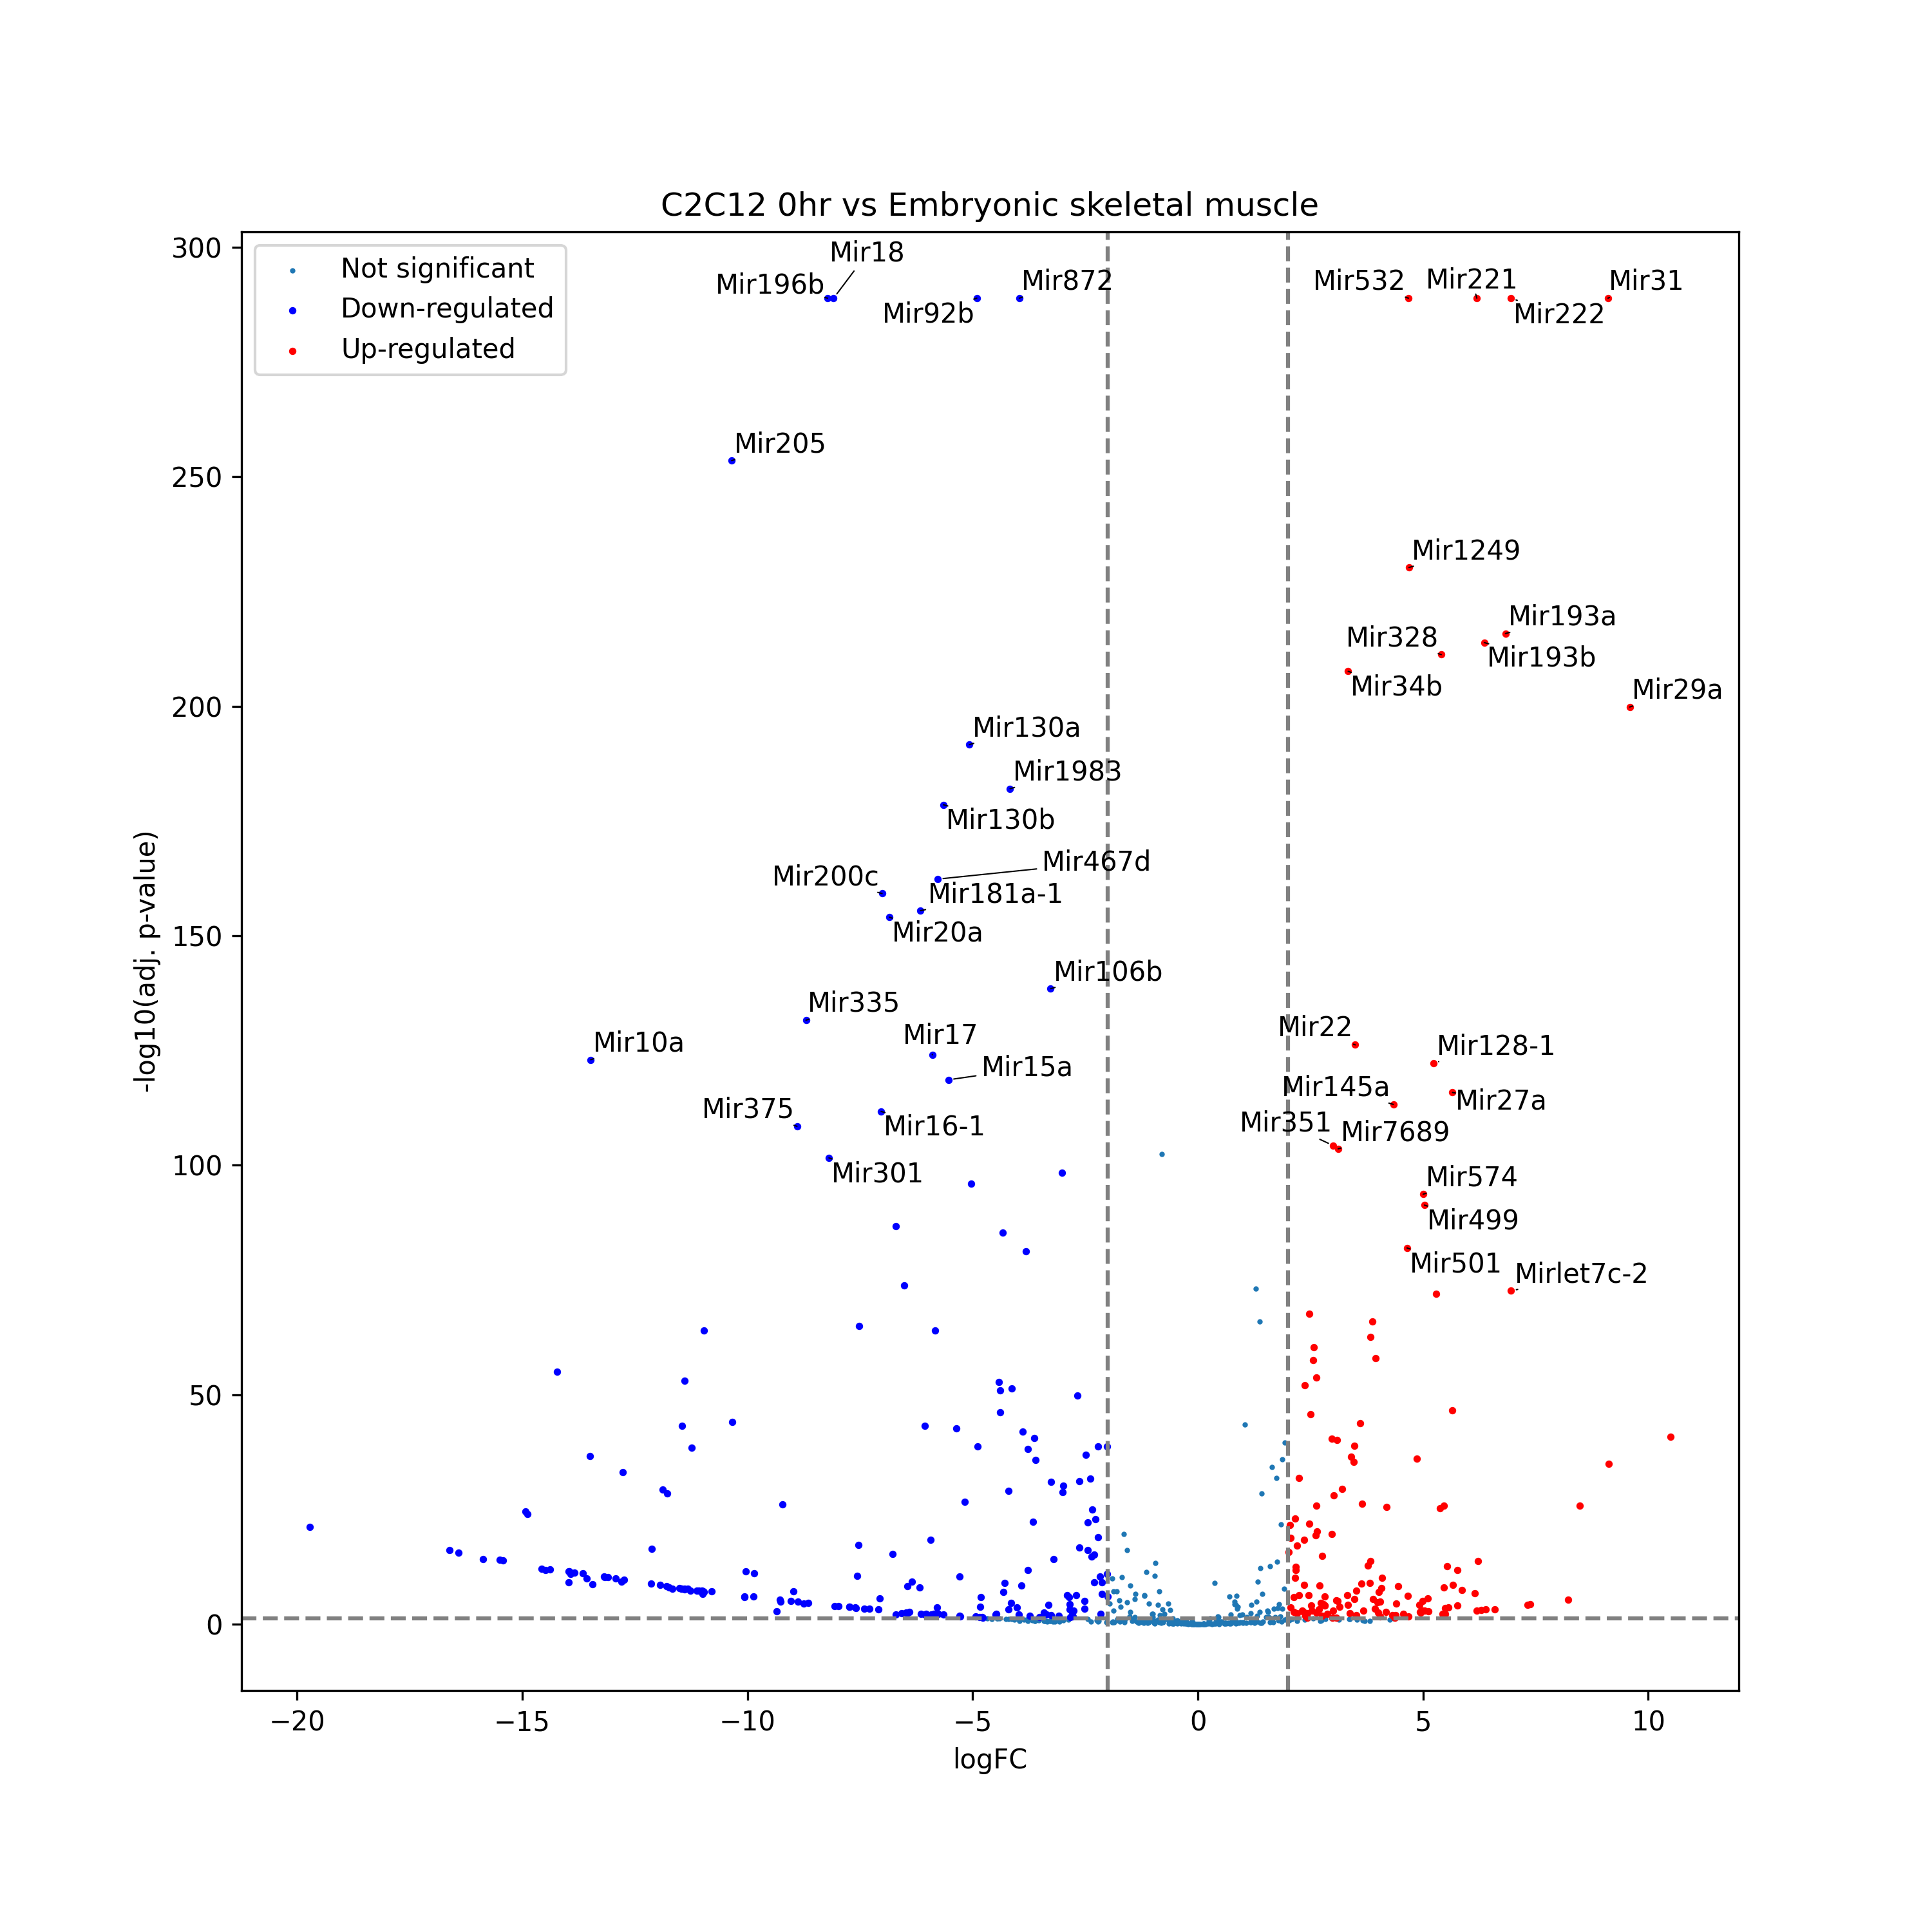 C2C12 0hr vs Embryonic skeletal muscle
Not significant
Down-regulated
Up-regulated
Mir18
Mir196b
Mir92b
Mir872
Mir532
Mir221
Mir31
Mir222
Mir205
Mir1249
Mir193a
Mir328
Mir193b
Mir34b
Mir29a
Mir130a
Mir1983
Mir130b
Mir467d
Mir200c
Mir181a-1
Mir20a
Mir106b
Mir335
Mir17
Mir10a
Mir15a
Mir375
Mir16-1
Mir301
Mir22
Mir128-1
Mir145a
Mir27a
Mir351
Mir7689
Mir574
Mir499
Mir501
Mirlet7c-2
300
250
200
150
100
50
0
-log10(adj. p-value)
−20 −15 −10 −5 0 5 10
logFC